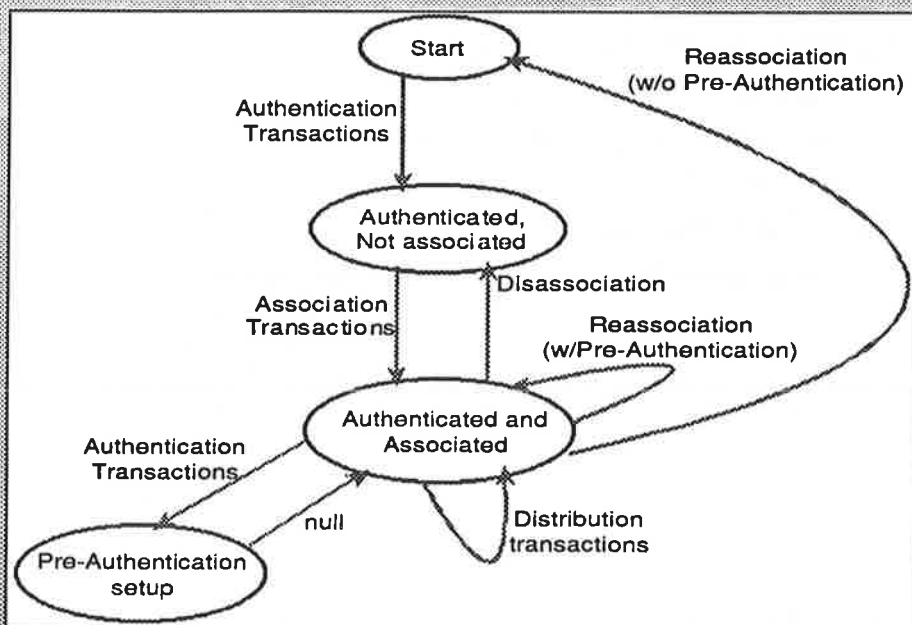 Start
Reassociation
(w/o Pre-Authentication)
Authentication
Transactions
Authenticated,
Not associated
Association
Transactions
Disassociation
Reassociation
(w/Pre-Authentication)
Authenticated and
Associated
Authentication
Transactions
null
Distribution
transactions
Pre-Authentication
setup